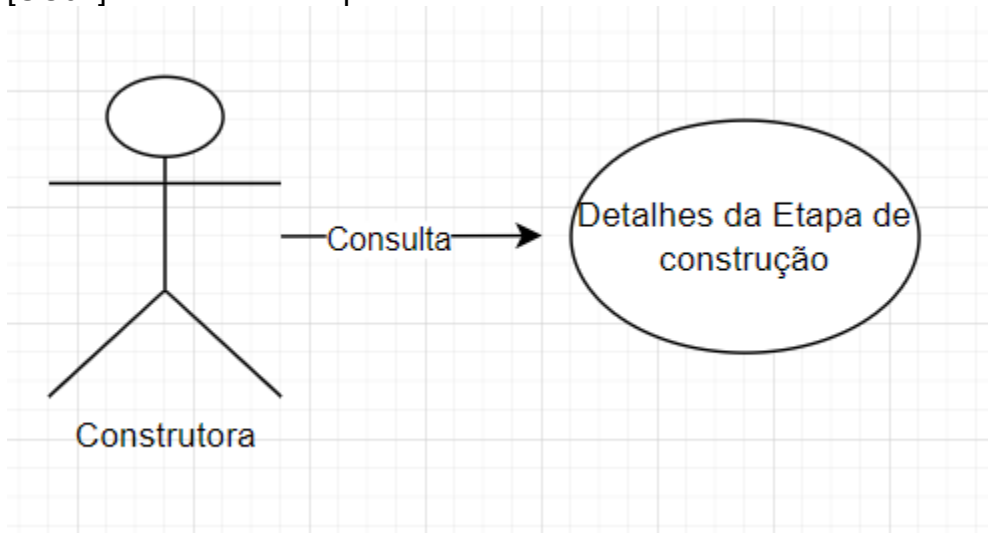 Consulta
Detalhes da Etapa de
construção
Construtora